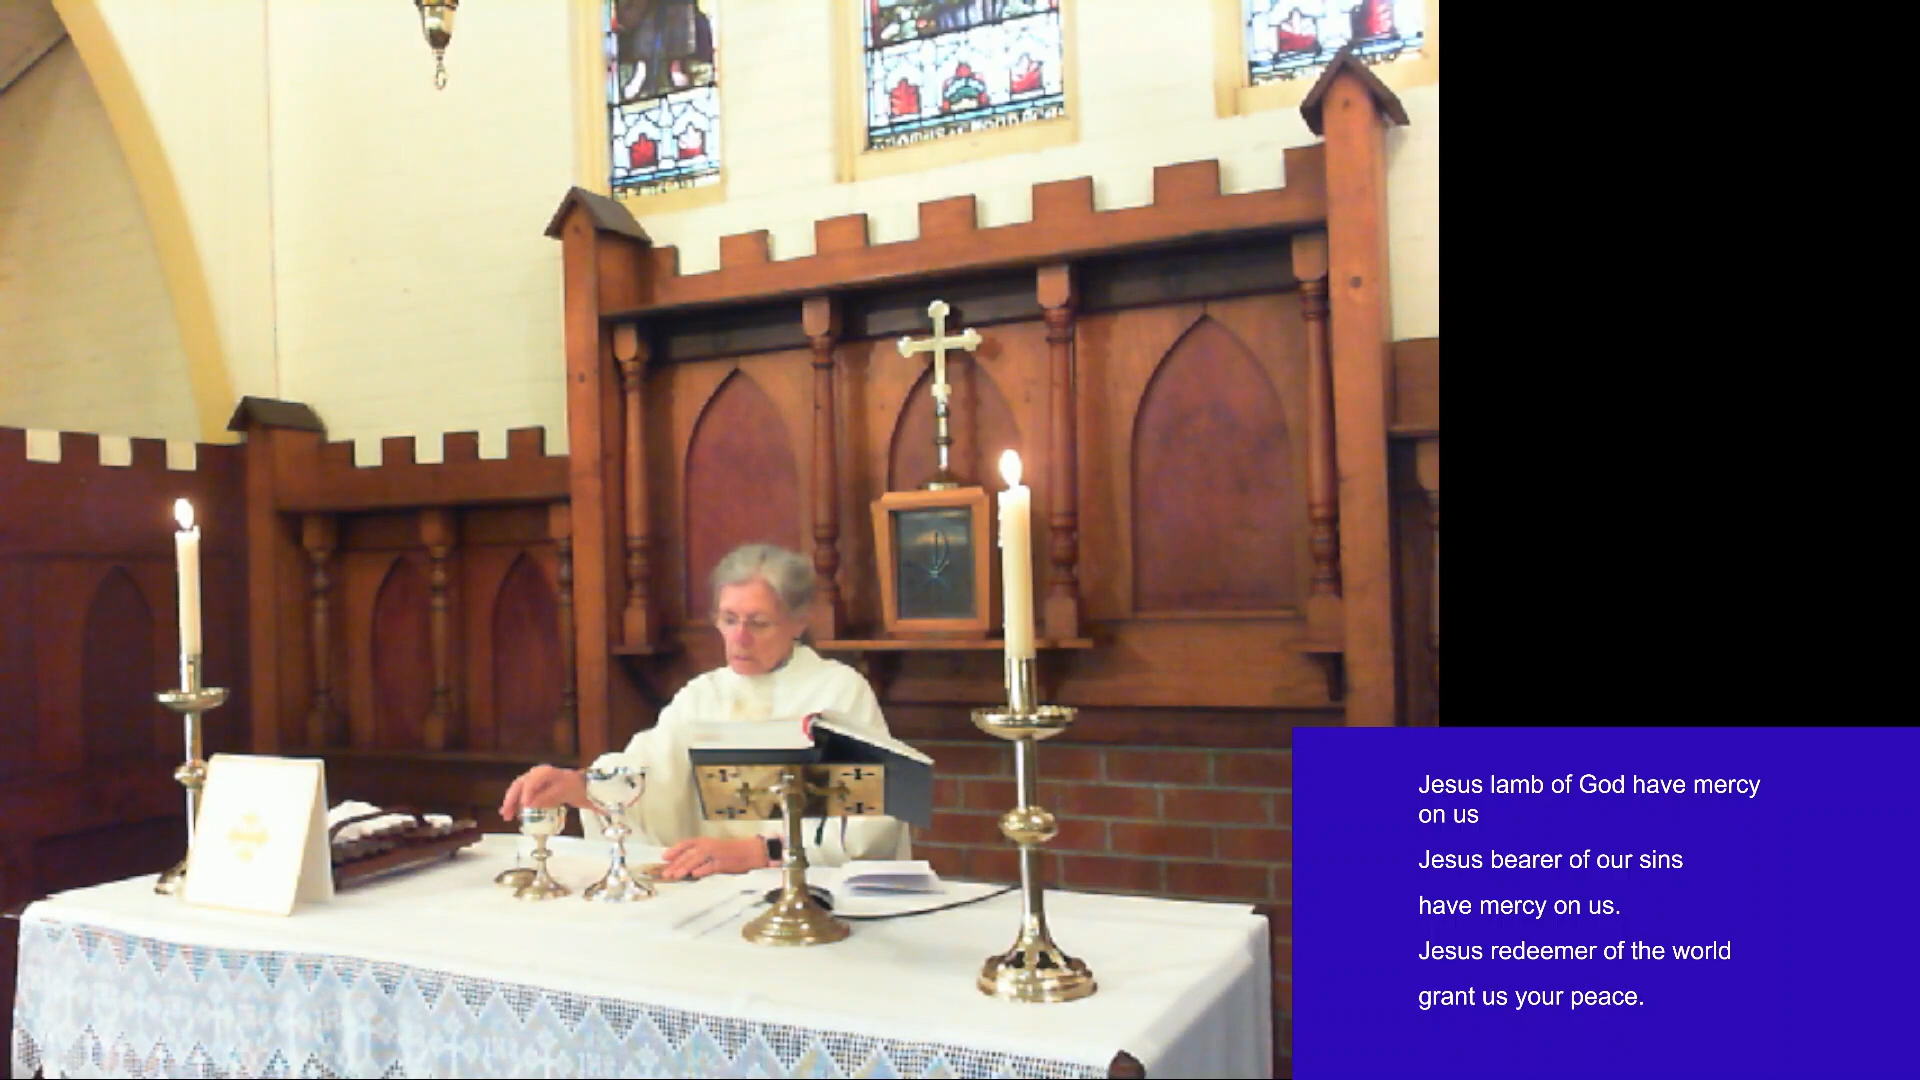 Jesus lamb of God have mercy
on us
Jesus bearer of our sins
have mercy on us.
Jesus redeemer of the world
grant us your peace.